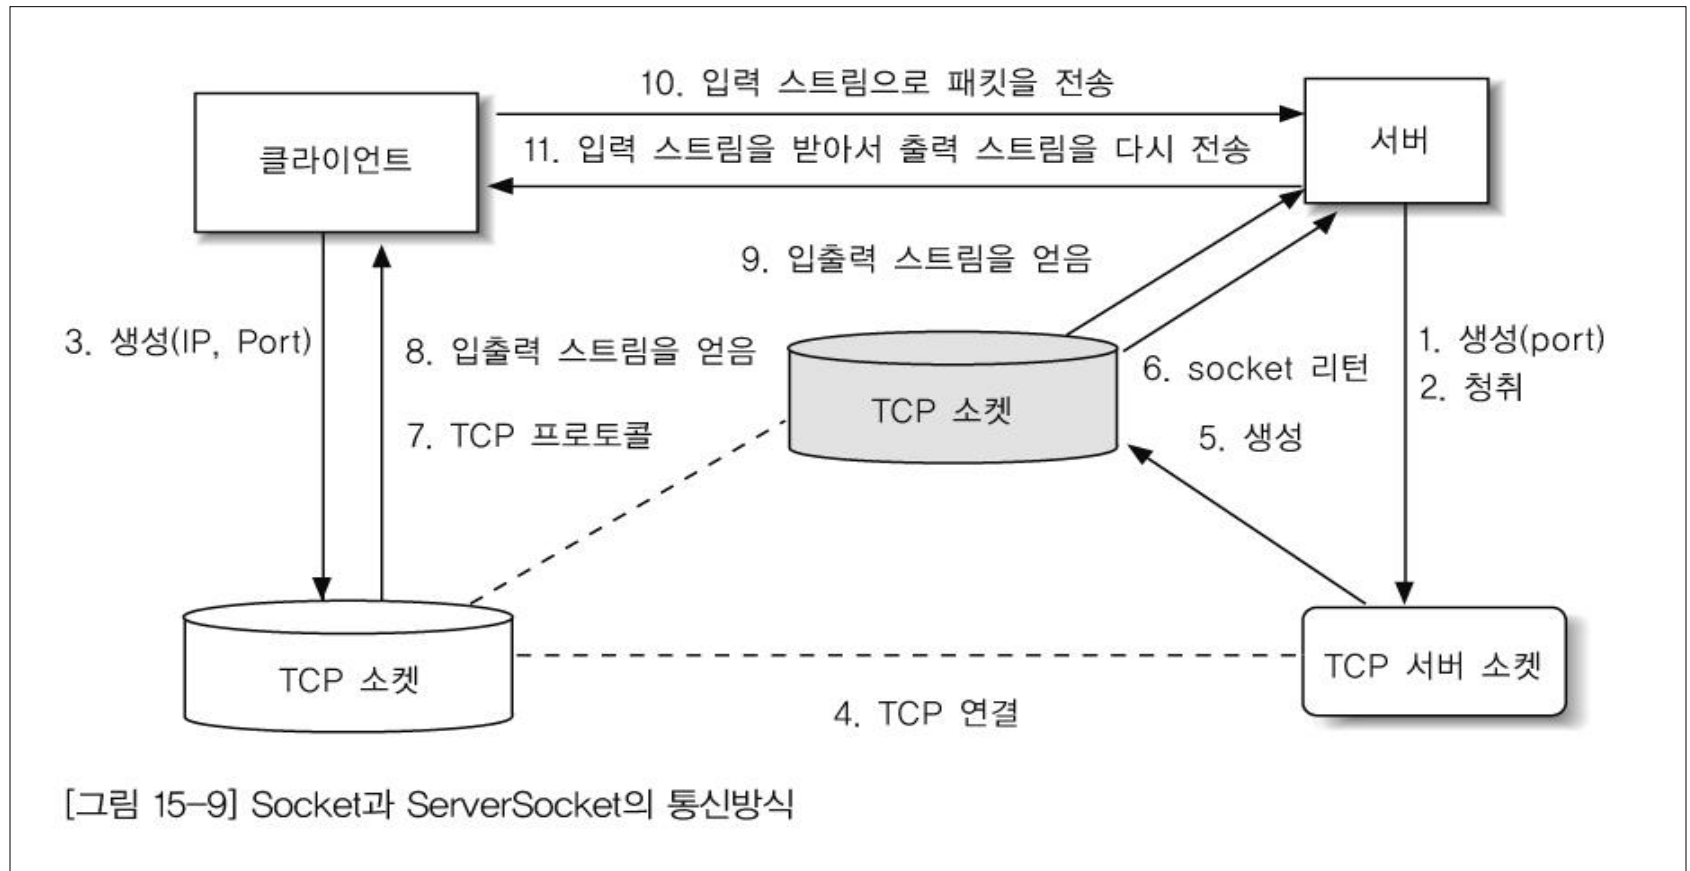 10. 입력 스트림으로 패킷을 전송
클라이언트
11. 입력 스트림을 받아서 출력 스트림을 다시 전송
서버
9. 입출력 스트림을 얻음
3. 생성(IP, Port)
8. 입출력 스트림을 얻음
7. TCP 프로토콜
TCP 소켓
6. socket 리턴
5. 생성
1. 생성(port)
2. 청취
TCP 소켓
TCP 서버 소켓
4. TCP 연결
[그림 15-9] Socket과 ServerSocket의 통신방식